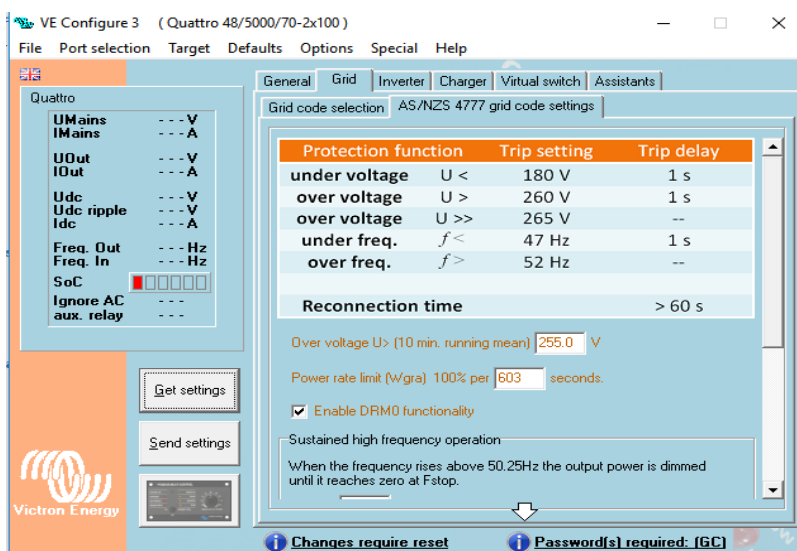 VE Configure 3 ( Quattro 48/5000/70-2x100 )
File Port selection Target Defaults Options Special Help
General Grid Inverter Charger Virtual switch Assistants
Grid code selection AS/NZS 4777 grid code settings
Quattro
UMains - - - V
IMains - - - A
UOut - - - V
IOut - - - A
Udc - - - V
Udc ripple - - - V
Idc - - - A
Freq. Out - - - Hz
Freq. In - - - Hz
SoC
Ignore AC - - -
aux. relay - - -
Get settings
Send settings
victron energy
Protection function Trip setting Trip delay
under voltage U < 180 V 1 s
over voltage U > 260 V 1 s
over voltage U >> 265 V --
under freq. f < 47 Hz 1 s
over freq. f > 52 Hz --
Reconnection time > 60 s
Over voltage U> (10 min. running mean) 255.0 V
Power rate limit (Wgra) 100% per 603 seconds.
Enable DRM0 functionality
Sustained high frequency operation
When the frequency rises above 50.25Hz the output power is dimmed
until it reaches zero at Fstop.
Changes require reset Password(s) required: (GC)